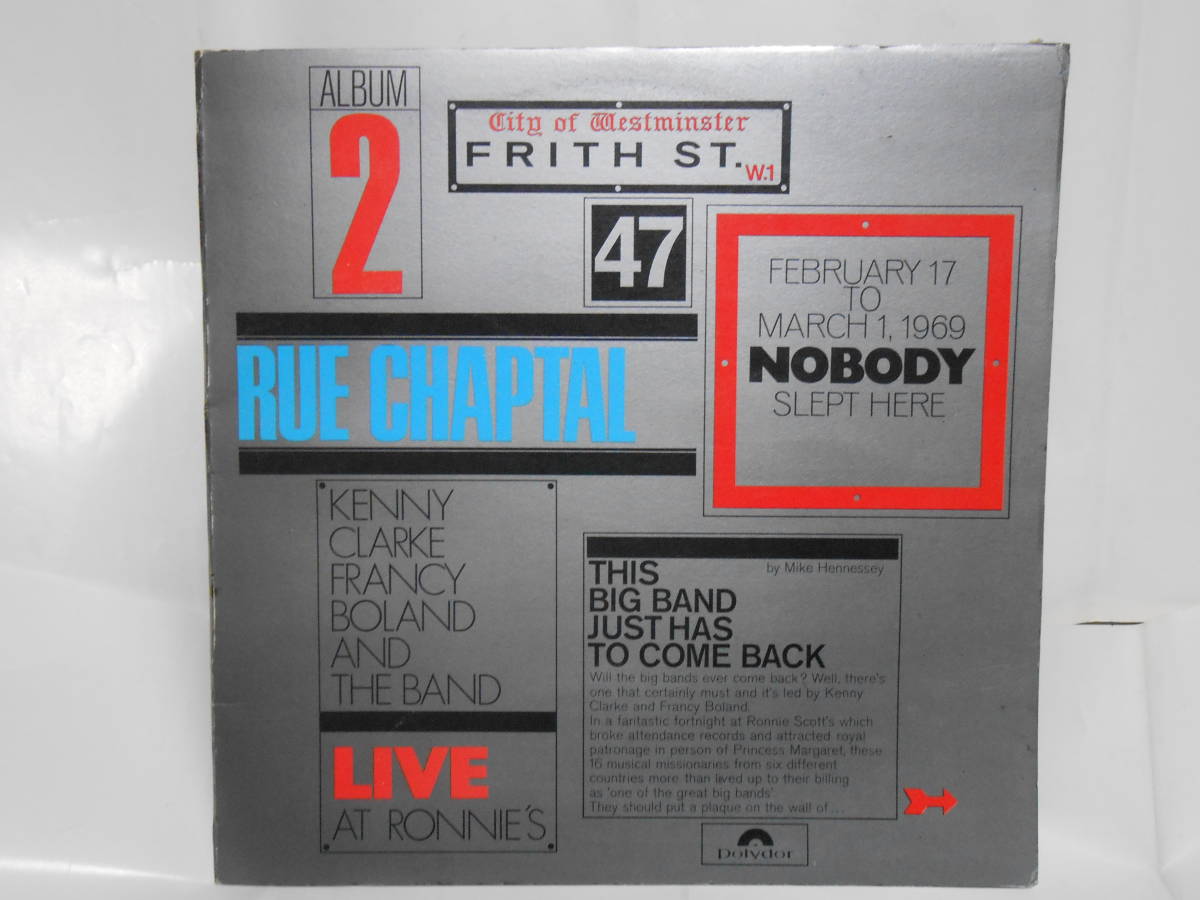 ALBUM
2
City of Westminster
FRITH ST.
W.1
47
FEBRUARY 17
TO
MARCH 1, 1969
NOBODY
SLEPT HERE
RUE CHAPTAL
KENNY
CLARKE
FRANCY
BOLAND
AND
THE BAND
LIVE
AT RONNIE'S
by Mike Hennessey
THIS
BIG BAND
JUST HAS
TO COME BACK
Will the big bands ever come back? Well, there's
one that certainly must and it's led by Kenny
Clarke and Francy Boland.
In a fantastic fortnight at Ronnie Scott's which
broke attendance records and attracted royal
patronage in person of Princess Margaret, these
16 musical missionaries from six different
countries more than lived up to their billing
as 'one of the great big bands'.
They should put a plaque on the wall of...
Polydor